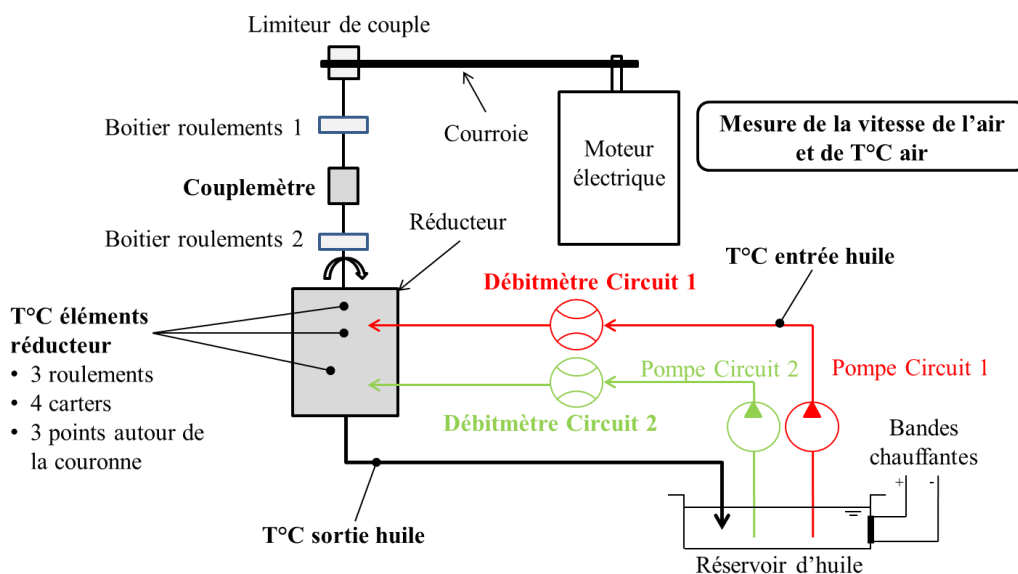 Limiteur de couple
Boitier roulements 1
Courroie
Moteur
électrique
Mesure de la vitesse de l'air
et de T°C air
Couplemètre
Boitier roulements 2
Réducteur
T°C entrée huile
Débitmètre Circuit 1
T°C éléments
réducteur
• 3 roulements
• 4 carters
• 3 points autour de
la couronne
Pompe Circuit 2
Pompe Circuit 1
Débitmètre Circuit 2
Bandes
chauffantes
+ -
T°C sortie huile
Réservoir d'huile